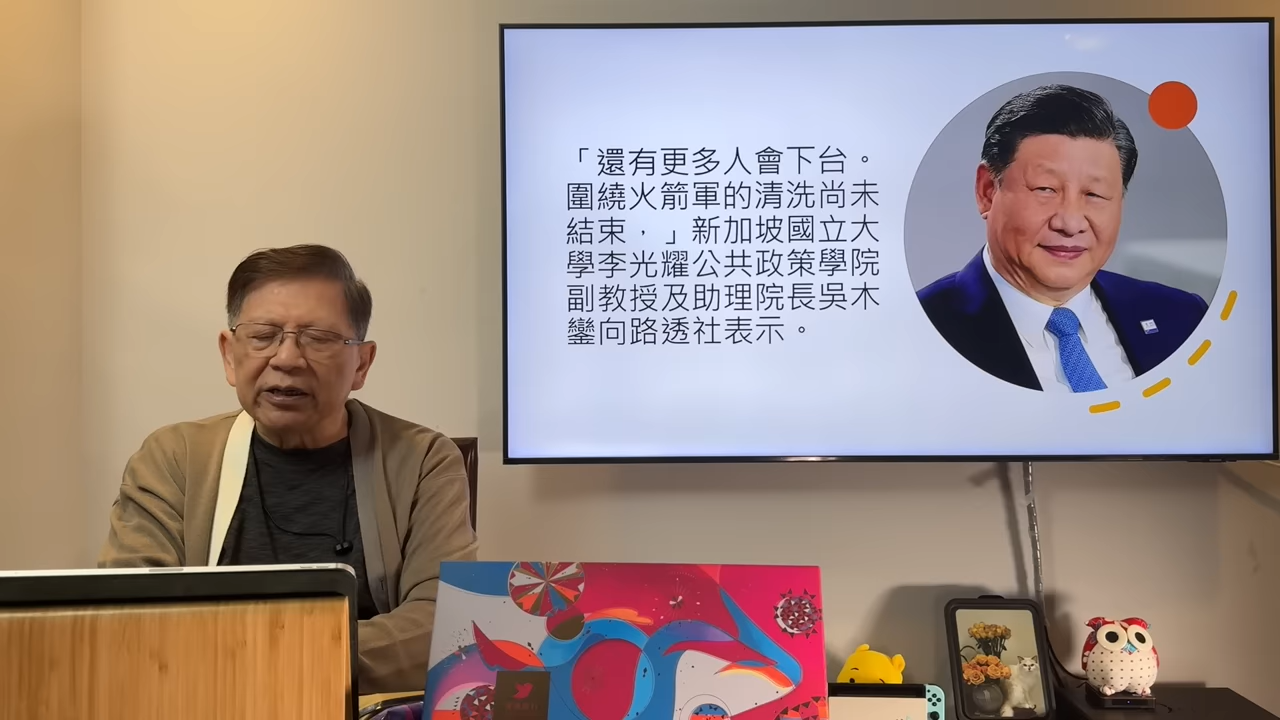 「還有更多人會下台。
圍繞火箭軍的清洗尚未
結束，」新加坡國立大
學李光耀公共政策學院
副教授及助理院長吳木
鑾向路透社表示。